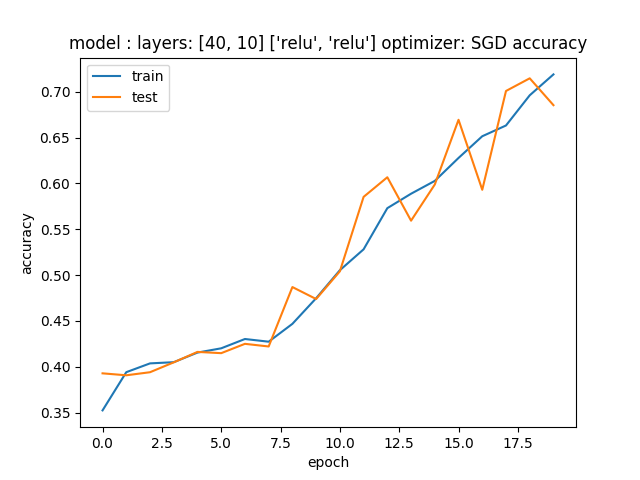 model : layers: [40, 10] ['relu', 'relu'] optimizer: SGD accuracy
train
test
accuracy
0.70
0.65
0.60
0.55
0.50
0.45
0.40
0.35
0.0 2.5 5.0 7.5 10.0 12.5 15.0 17.5
epoch